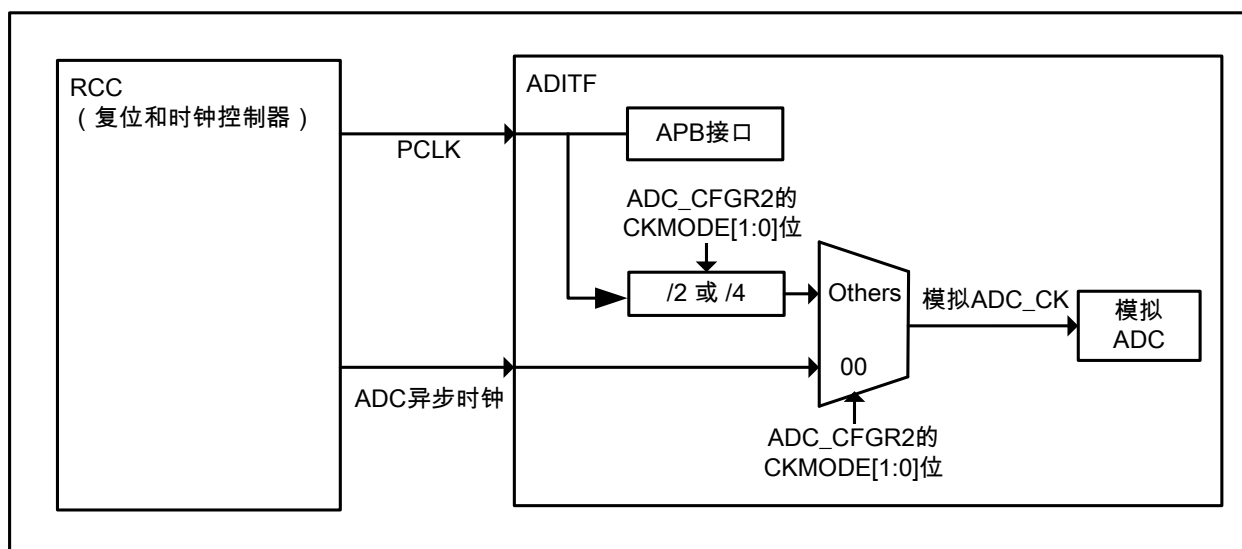 RCC
（复位和时钟控制器）
PCLK
ADC异步时钟
ADITF
APB接口
ADC_CFGR2的
CKMODE[1:0]位
/2 或 /4
Others
00
模拟ADC_CK
模拟
ADC
ADC_CFGR2的
CKMODE[1:0]位